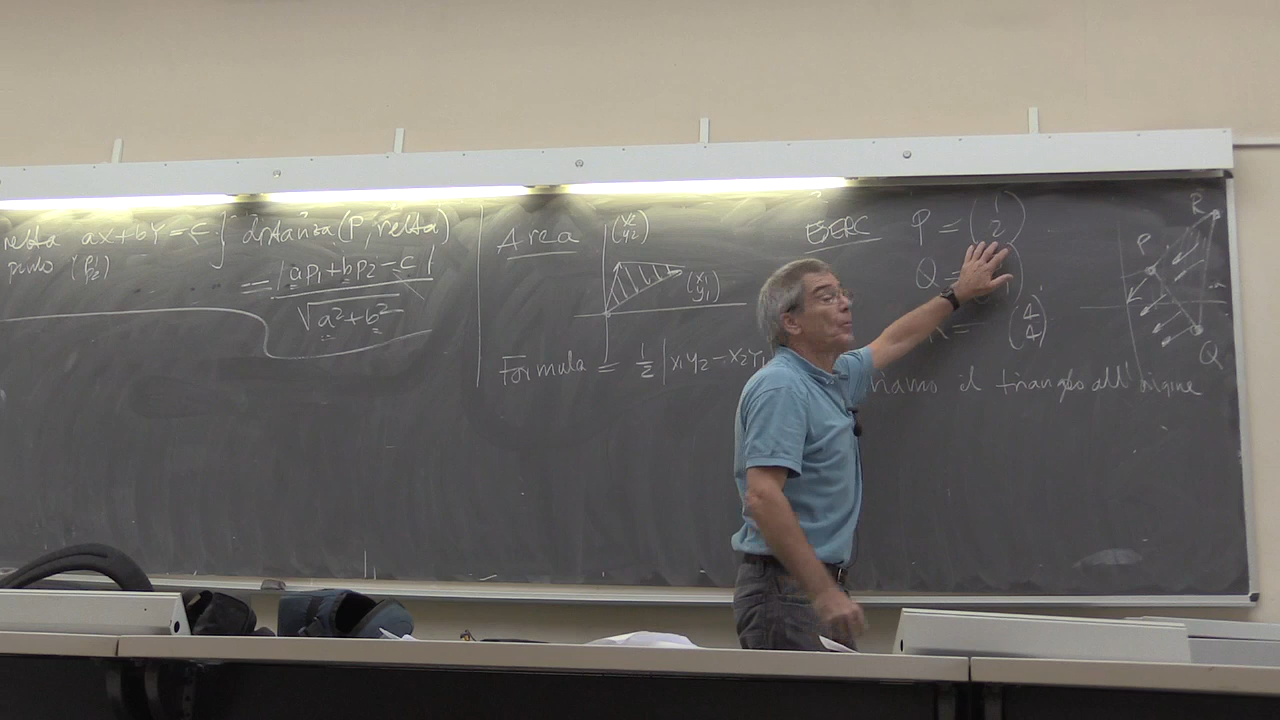 retta ax+by=c } distanza(P, retta)
punto (p1 p2)
= |ap1+bp2-c|
√a²+b²
Area
(x2 y2)
(x1 y1)
Formula = 1/2 |x1y2-x2y1
ESERC P = (1 2)
Q =
= (4 4)
il triangolo all'origine
R
P
Q